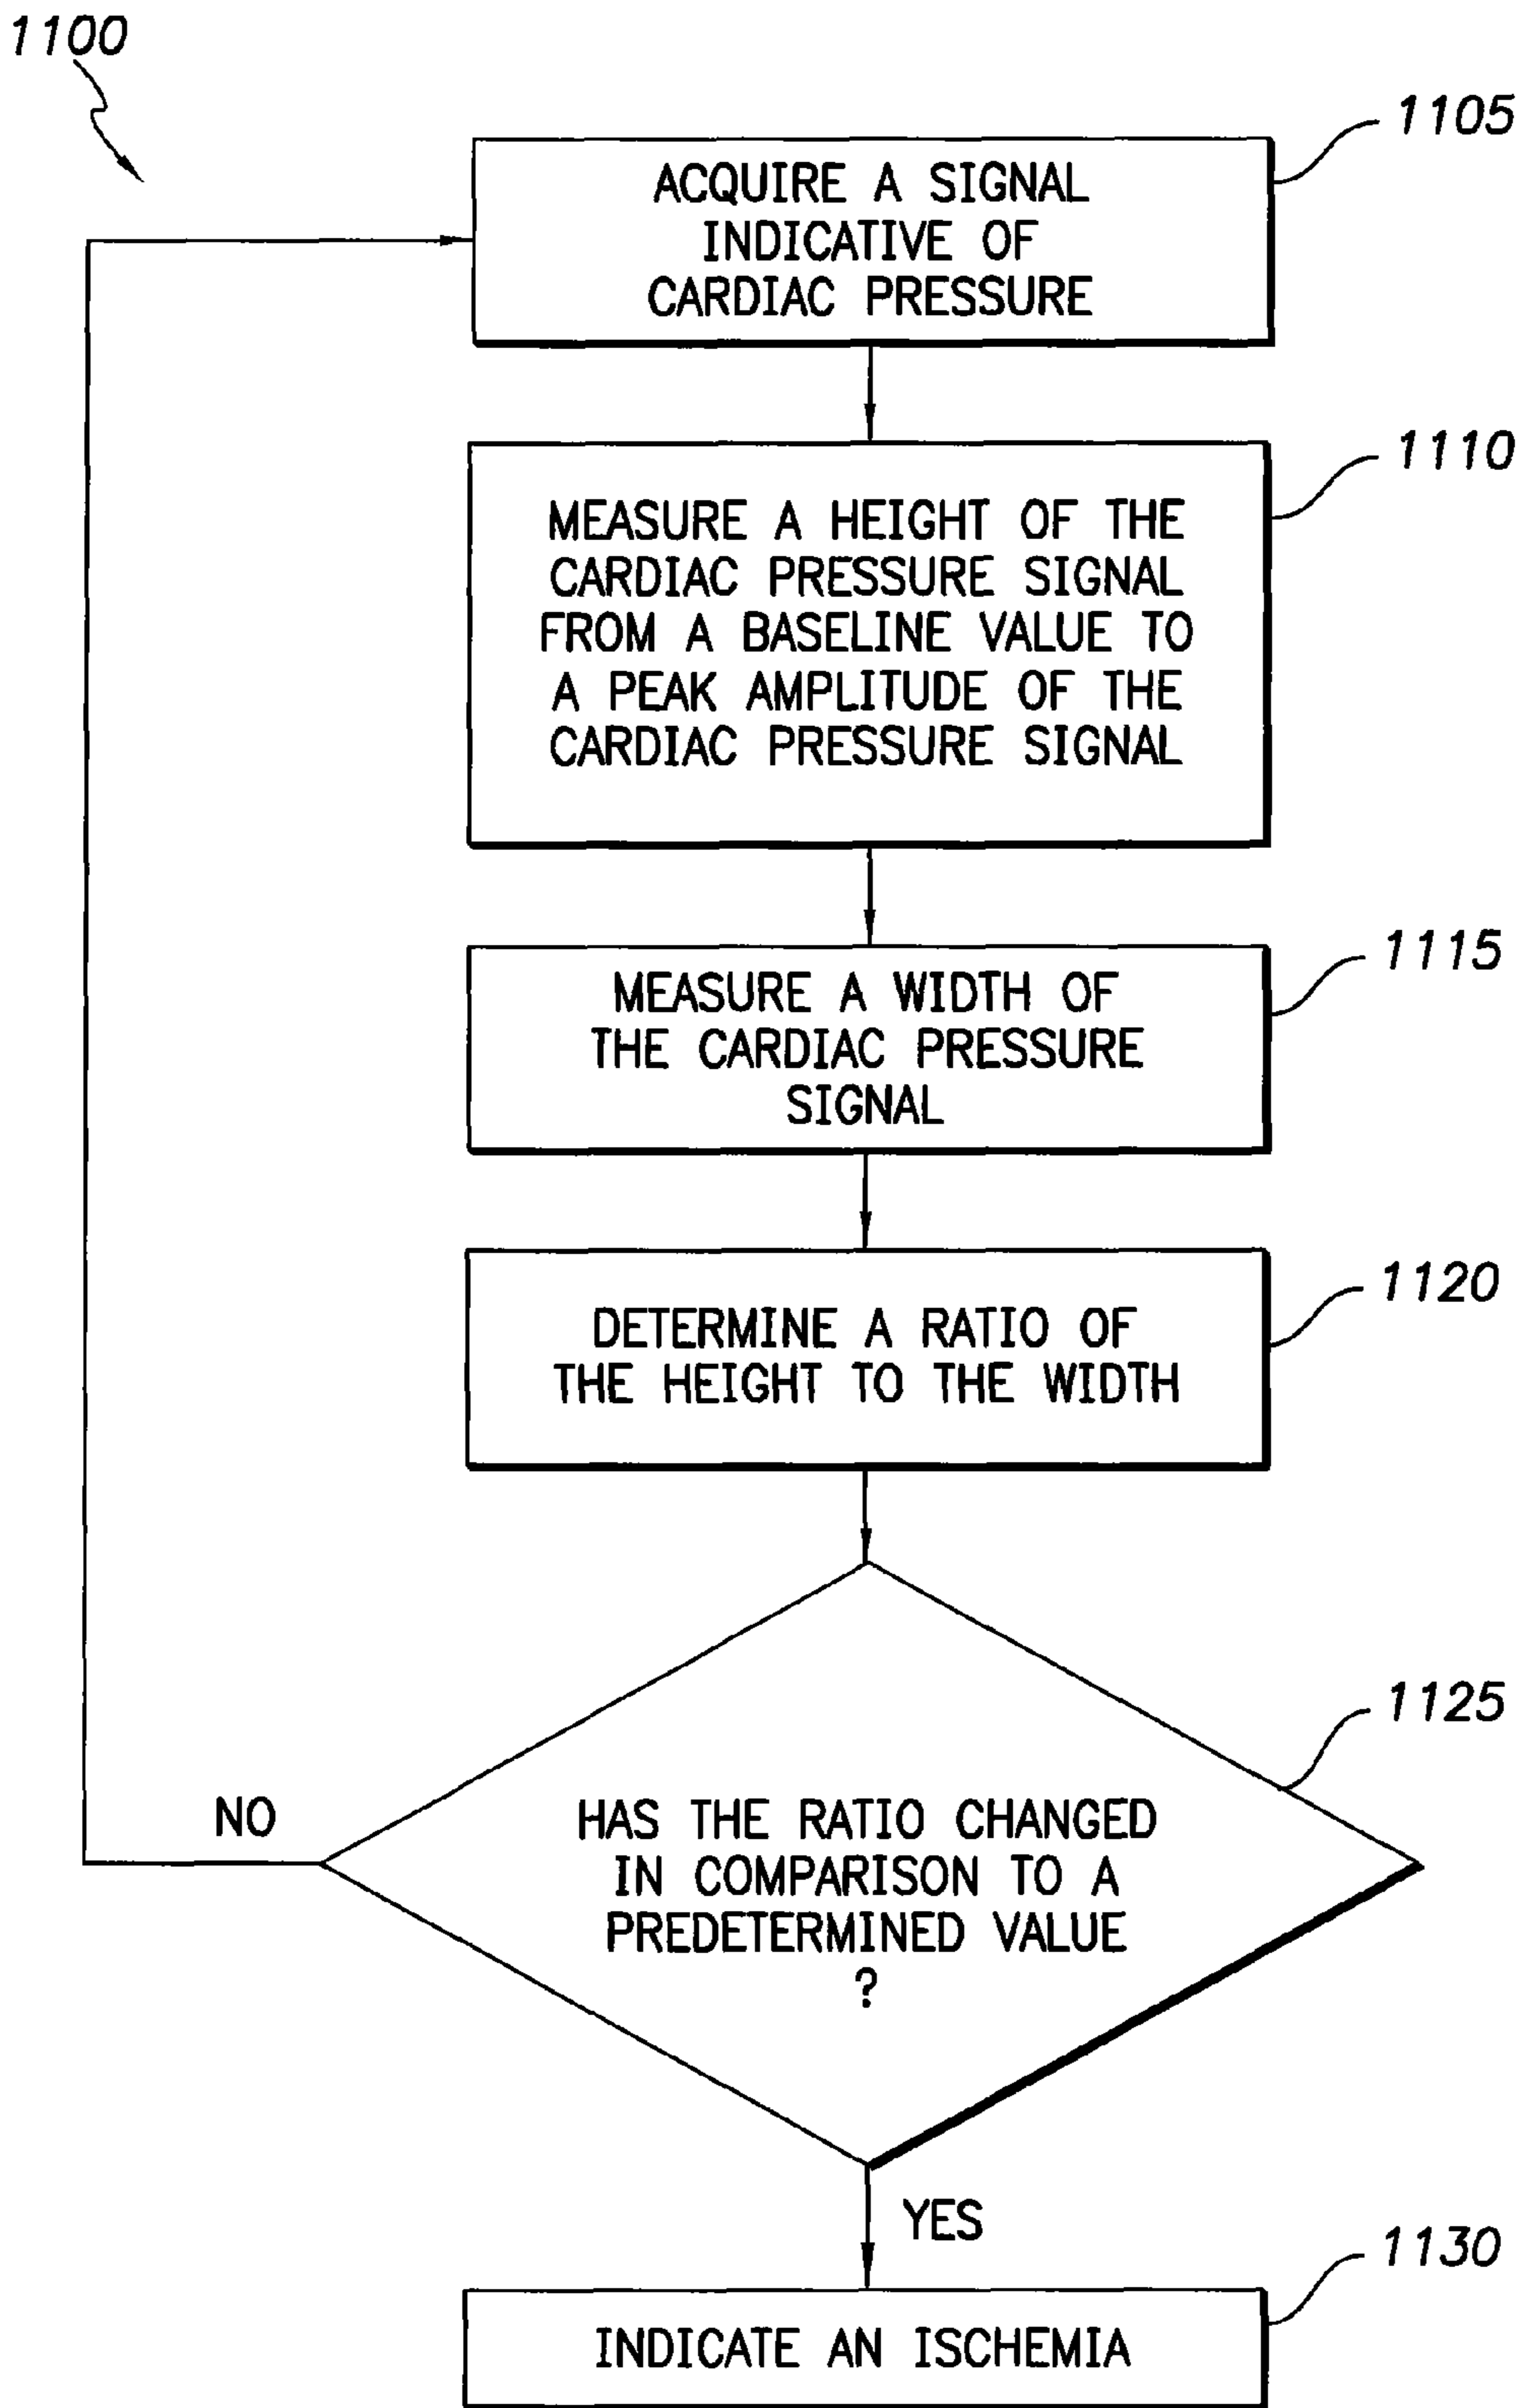 1100
1105
ACQUIRE A SIGNAL
INDICATIVE OF
CARDIAC PRESSURE
1110
MEASURE A HEIGHT OF THE
CARDIAC PRESSURE SIGNAL
FROM A BASELINE VALUE TO
A PEAK AMPLITUDE OF THE
CARDIAC PRESSURE SIGNAL
1115
MEASURE A WIDTH OF
THE CARDIAC PRESSURE
SIGNAL
1120
DETERMINE A RATIO OF
THE HEIGHT TO THE WIDTH
1125
NO
HAS THE RATIO CHANGED
IN COMPARISON TO A
PREDETERMINED VALUE
?
YES
1130
INDICATE AN ISCHEMIA